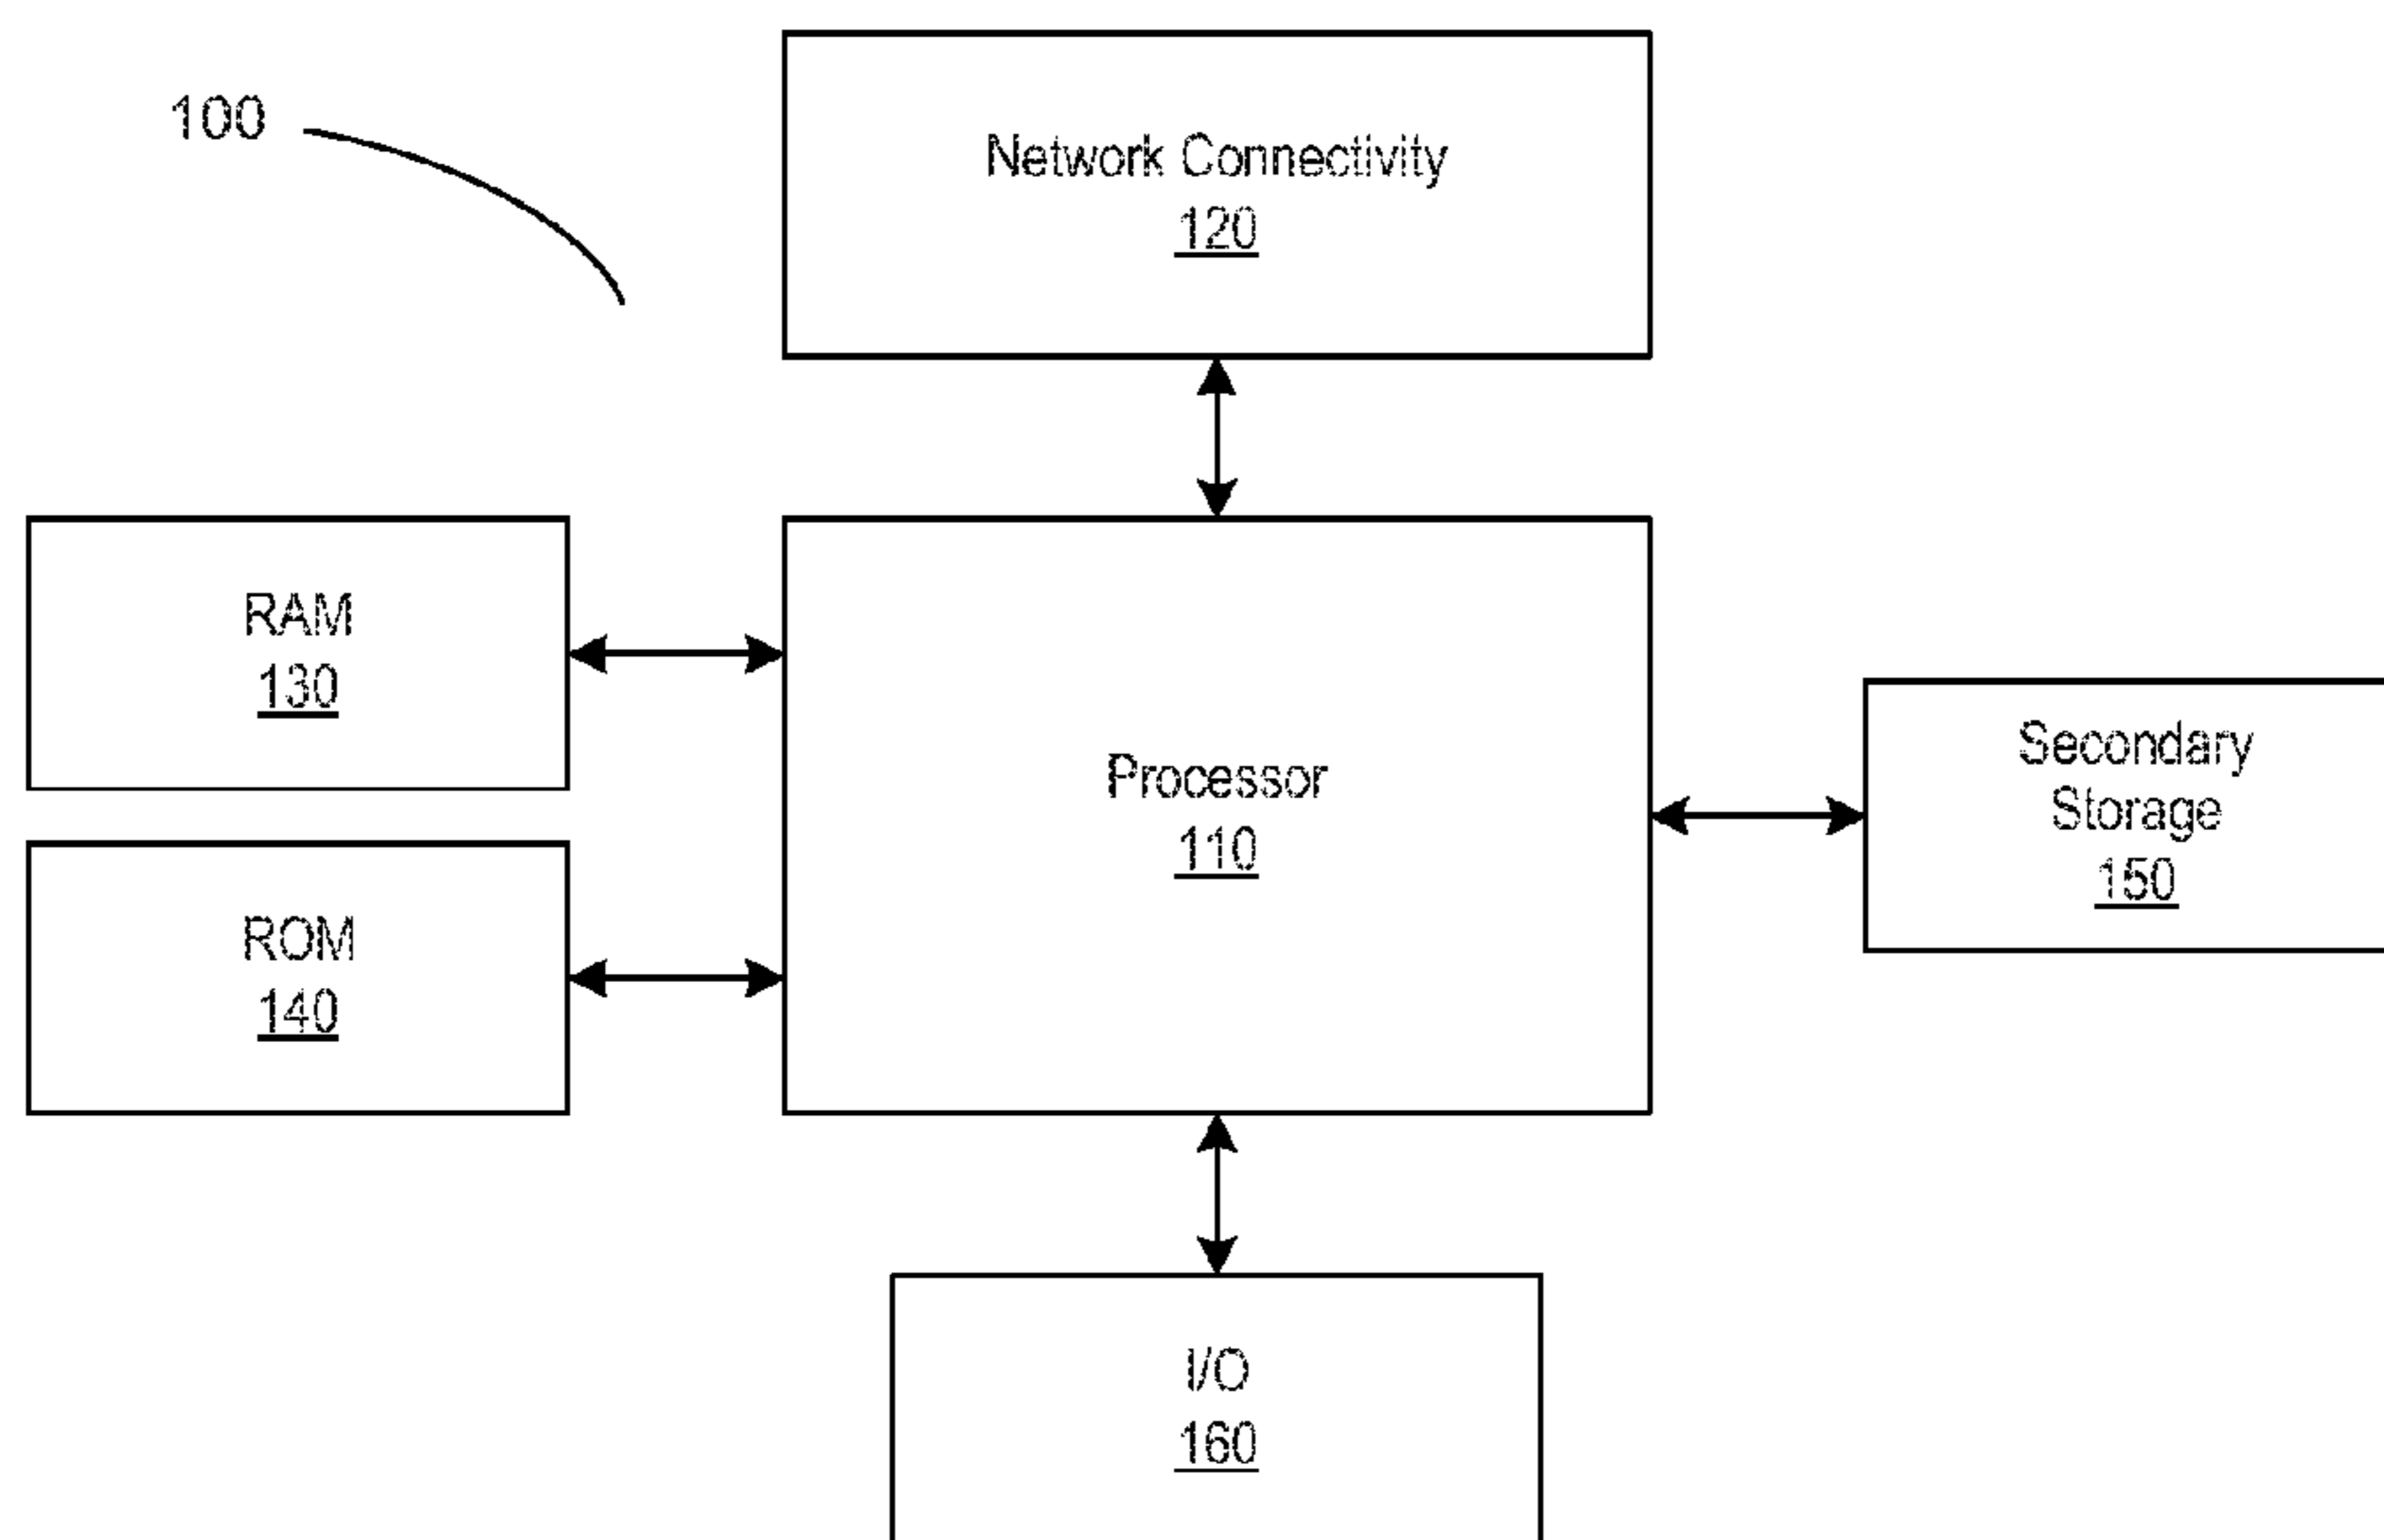 100
Network Connectivity
120
RAM
130
Processor
110
Secondary
Storage
150
ROM
140
I/O
160